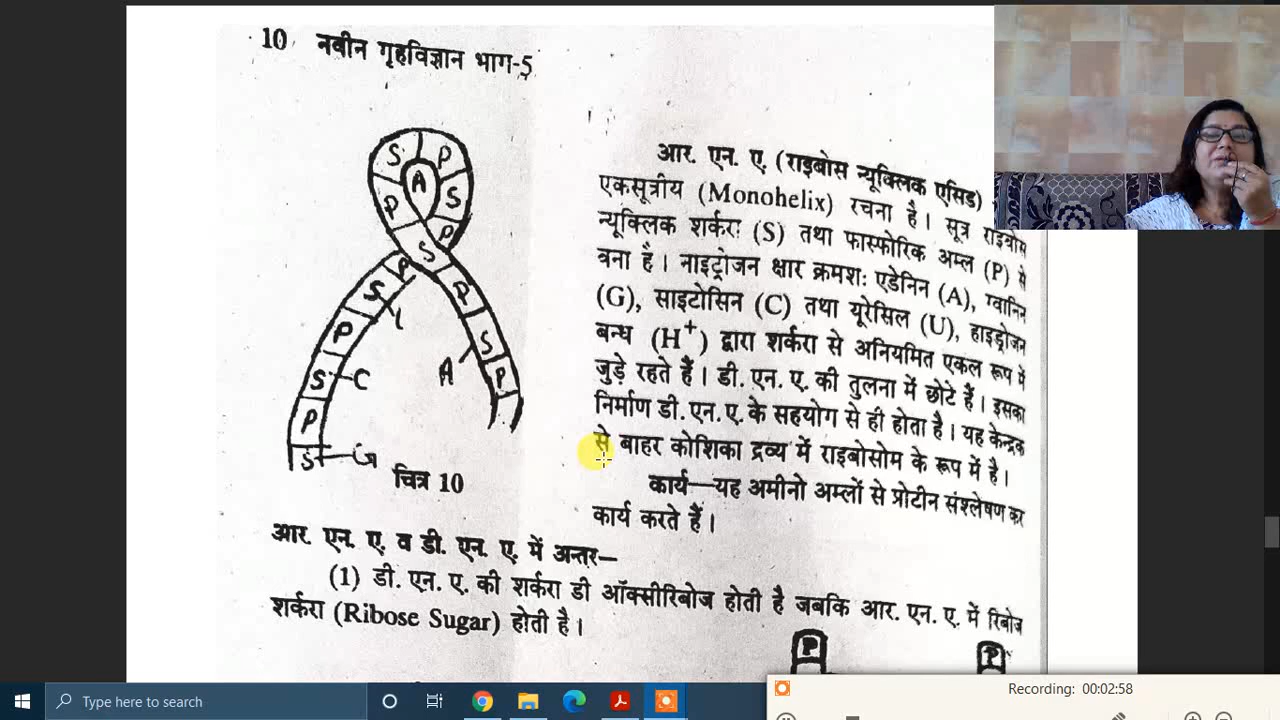 10 नवीन गृहविज्ञान भाग-5
S P
A
P S
P
S
P
S
P
P
S
A
P
S C
P
S G
चित्र 10
आर. एन. ए. (राइबोस न्यूक्लिक एसिड)
एकसूत्रीय (Monohelix) रचना है। सूत्र राइबोस
न्यूक्लिक शर्करा (S) तथा फास्फोरिक अम्ल (P) से
बना है। नाइट्रोजन क्षार क्रमशः एडेनिन (A), ग्वानिन
(G), साइटोसिन (C) तथा यूरेसिल (U), हाइड्रोजन
बन्ध (H+) द्वारा शर्करा से अनियमित एकल रूप में
जुड़े रहते हैं। डी. एन. ए. की तुलना में छोटे हैं। इसका
निर्माण डी. एन. ए. के सहयोग से ही होता है। यह केन्द्रक
से बाहर कोशिका द्रव्य में राइबोसोम के रूप में है।
कार्य—यह अमीनो अम्लों से प्रोटीन संश्लेषण का
कार्य करते हैं।
आर. एन. ए. व डी. एन. ए. में अन्तर—
(1) डी. एन. ए. की शर्करा डी ऑक्सीरिबोज होती है जबकि आर. एन. ए. में रिबोज
शर्करा (Ribose Sugar) होती है।
P P
Type here to search
Recording: 00:02:58